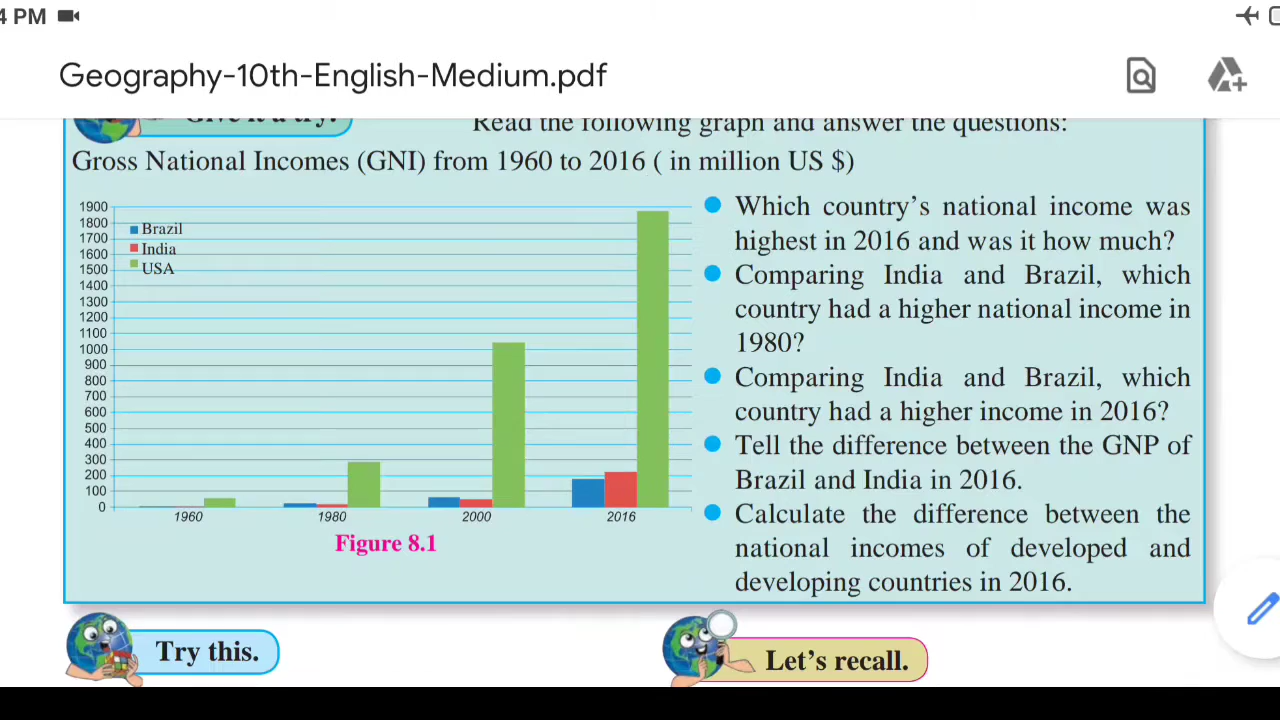 4 PM
Geography-10th-English-Medium.pdf
Give it a try.
Read the following graph and answer the questions:
Gross National Incomes (GNI) from 1960 to 2016 ( in million US $)
1900
1800
1700
1600
1500
1400
1300
1200
1100
1000
900
800
700
600
500
400
300
200
100
0
Brazil
India
USA
1960 1980 2000 2016
Figure 8.1
Which country's national income was
highest in 2016 and was it how much?
Comparing India and Brazil, which
country had a higher national income in
1980?
Comparing India and Brazil, which
country had a higher income in 2016?
Tell the difference between the GNP of
Brazil and India in 2016.
Calculate the difference between the
national incomes of developed and
developing countries in 2016.
Try this.
Let's recall.